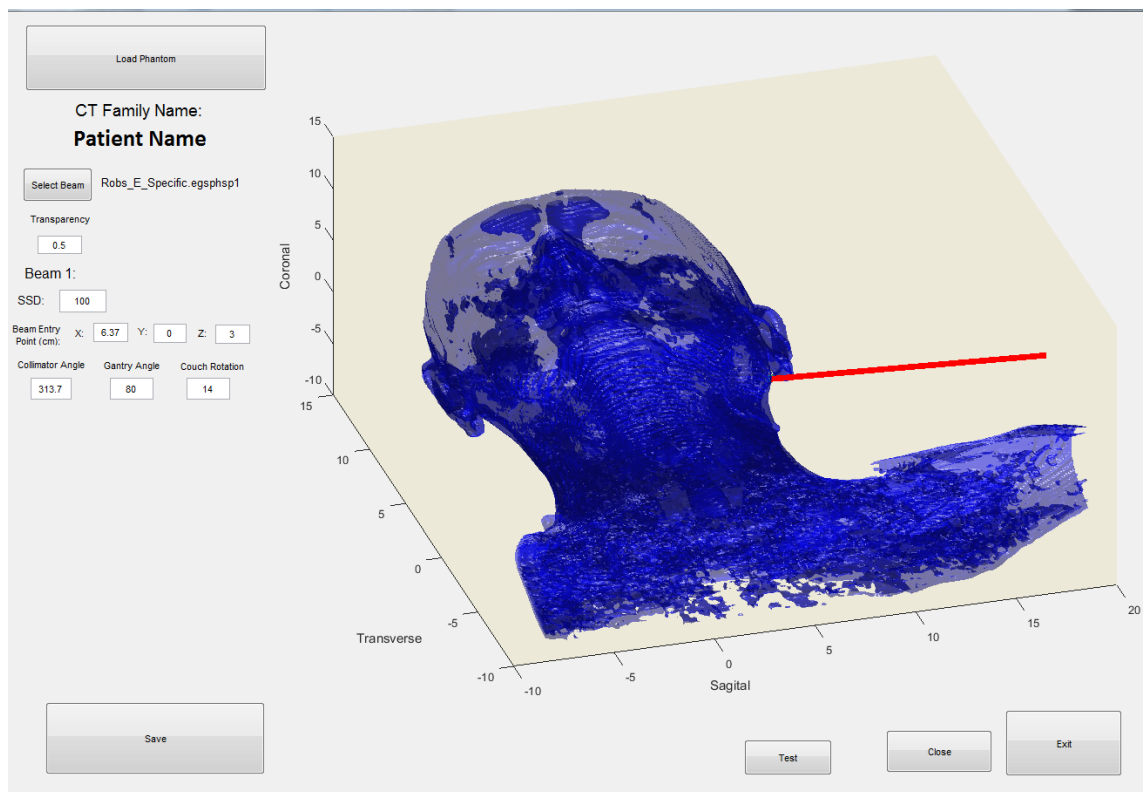 Load Phantom
CT Family Name:
Patient Name
Select Beam Robs_E_Specific.egsphsp1
Transparency
0.5
Beam 1:
SSD: 100
Beam Entry
Point (cm): X: 6.37 Y: 0 Z: 3
Collimator Angle Gantry Angle Couch Rotation
313.7 80 14
Save
Coronal
15
10
5
0
-5
-10
15
10
5
0
-5
-10
Transverse
-10
-5
0
5
10
15
20
Sagital
Test
Close
Exit